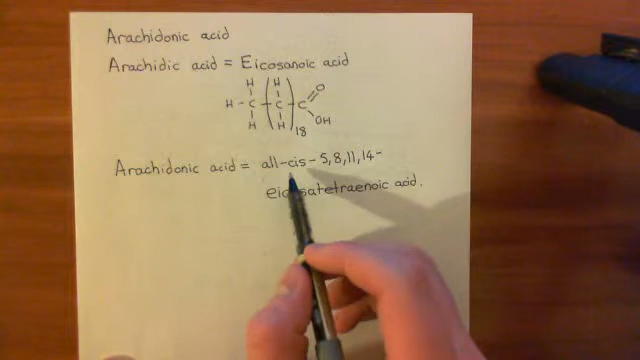 Arachidonic acid
Arachidic acid = Eicosanoic acid
H H
H - C - ( C ) - C O
H H 18 OH
Arachidonic acid = all-cis-5,8,11,14-
eicosatetraenoic acid.